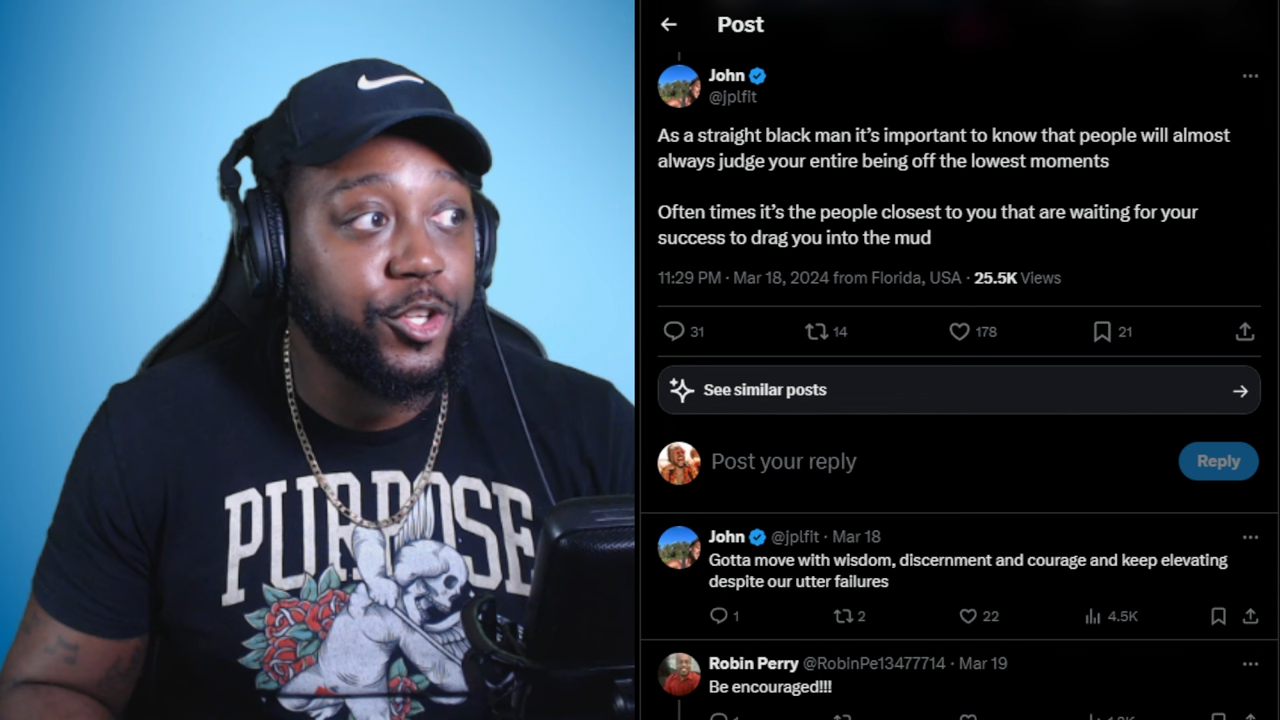 PURPOSE
Post
John
@jplfit
As a straight black man it’s important to know that people will almost
always judge your entire being off the lowest moments
Often times it’s the people closest to you that are waiting for your
success to drag you into the mud
11:29 PM · Mar 18, 2024 from Florida, USA · 25.5K Views
31 14 178 21
See similar posts
Post your reply Reply
John @jplfit · Mar 18
Gotta move with wisdom, discernment and courage and keep elevating
despite our utter failures
1 2 22 4.5K
Robin Perry @RobinPe13477714 · Mar 19
Be encouraged!!!